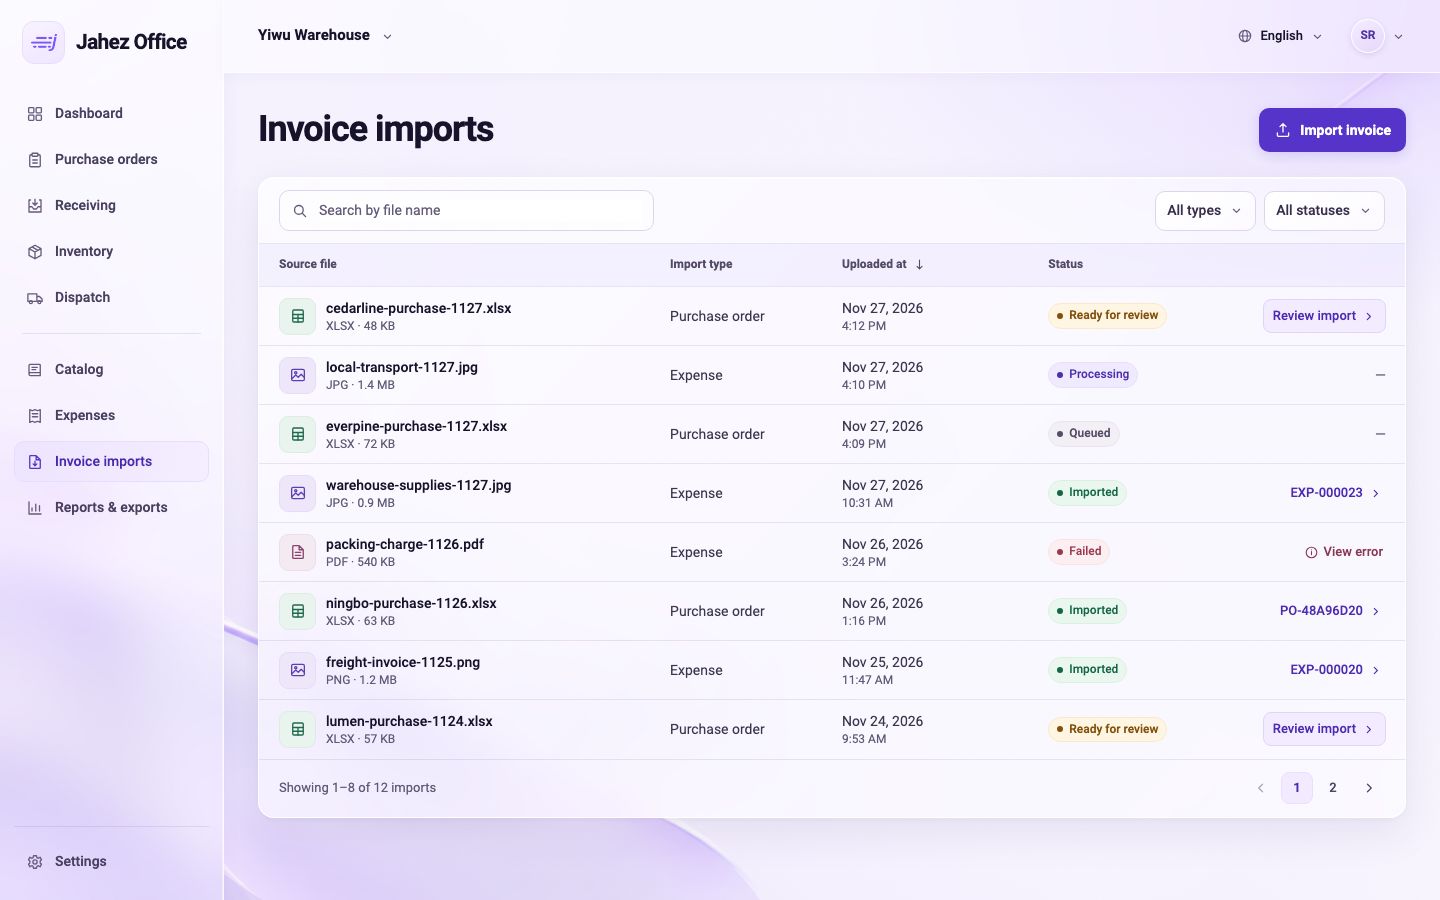 Jahez Office
Yiwu Warehouse
English
SR
Dashboard
Purchase orders
Receiving
Inventory
Dispatch
Catalog
Expenses
Invoice imports
Reports & exports
Settings
Invoice imports
Import invoice
Search by file name
All types
All statuses
Source file Import type Uploaded at Status
cedarline-purchase-1127.xlsx
XLSX · 48 KB
Purchase order
Nov 27, 2026
4:12 PM
Ready for review
Review import
local-transport-1127.jpg
JPG · 1.4 MB
Expense
Nov 27, 2026
4:10 PM
Processing
—
everpine-purchase-1127.xlsx
XLSX · 72 KB
Purchase order
Nov 27, 2026
4:09 PM
Queued
—
warehouse-supplies-1127.jpg
JPG · 0.9 MB
Expense
Nov 27, 2026
10:31 AM
Imported
EXP-000023
packing-charge-1126.pdf
PDF · 540 KB
Expense
Nov 26, 2026
3:24 PM
Failed
View error
ningbo-purchase-1126.xlsx
XLSX · 63 KB
Purchase order
Nov 26, 2026
1:16 PM
Imported
PO-48A96D20
freight-invoice-1125.png
PNG · 1.2 MB
Expense
Nov 25, 2026
11:47 AM
Imported
EXP-000020
lumen-purchase-1124.xlsx
XLSX · 57 KB
Purchase order
Nov 24, 2026
9:53 AM
Ready for review
Review import
Showing 1–8 of 12 imports
1 2